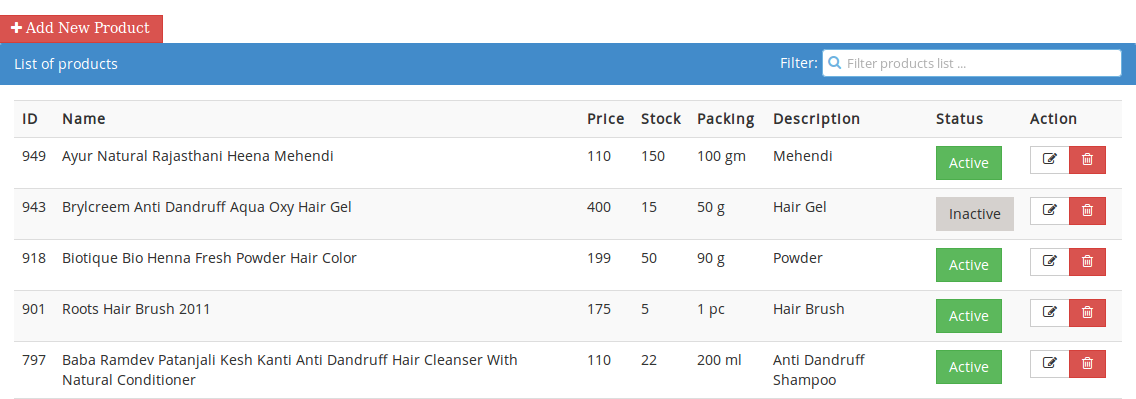 Add New Product
List of products Filter: Filter products list ...
ID Name Price Stock Packing Description Status Action
949 Ayur Natural Rajasthani Heena Mehendi 110 150 100 gm Mehendi Active
943 Brylcreem Anti Dandruff Aqua Oxy Hair Gel 400 15 50 g Hair Gel Inactive
918 Biotique Bio Henna Fresh Powder Hair Color 199 50 90 g Powder Active
901 Roots Hair Brush 2011 175 5 1 pc Hair Brush Active
797 Baba Ramdev Patanjali Kesh Kanti Anti Dandruff Hair Cleanser With 110 22 200 ml Anti Dandruff Active
Natural Conditioner Shampoo